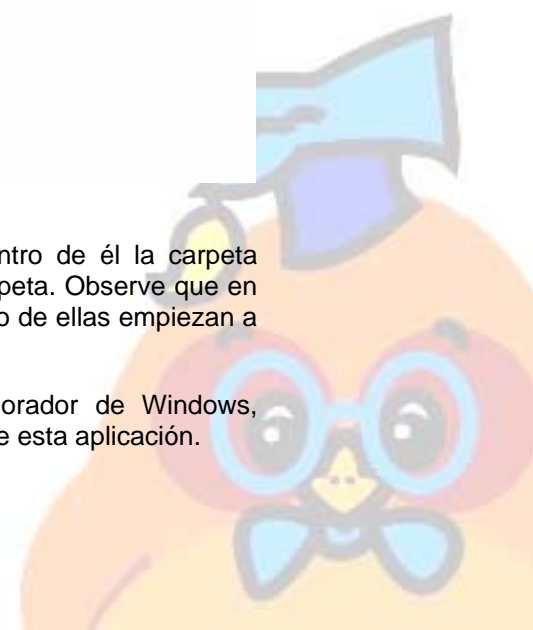 ntro de él la carpeta
peta. Observe que en
o de ellas empiezan a
orador de Windows,
e esta aplicación.